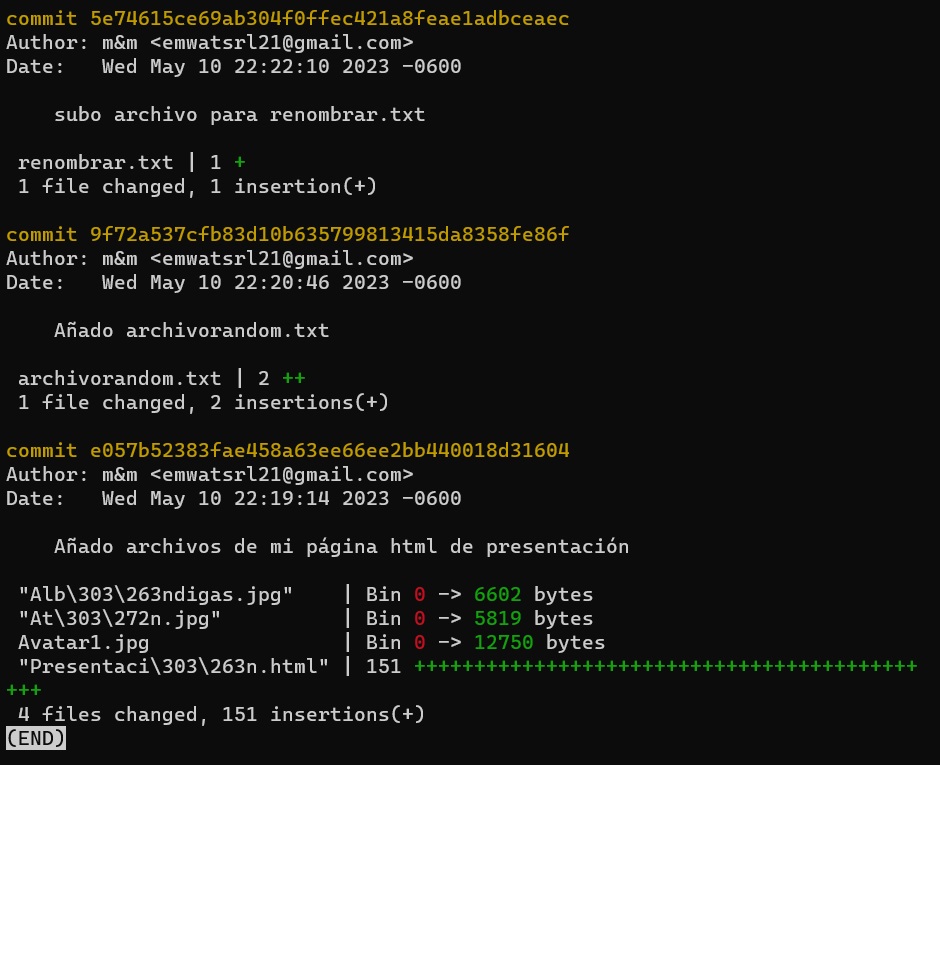 commit 5e74615ce69ab304f0ffec421a8feae1adbceaec
Author: m&m <emwatsrl21@gmail.com>
Date:   Wed May 10 22:22:10 2023 -0600
subo archivo para renombrar.txt
renombrar.txt | 1 +
1 file changed, 1 insertion(+)
commit 9f72a537cfb83d10b635799813415da8358fe86f
Author: m&m <emwatsrl21@gmail.com>
Date:   Wed May 10 22:20:46 2023 -0600
Añado archivorandom.txt
archivorandom.txt | 2 ++
1 file changed, 2 insertions(+)
commit e057b52383fae458a63ee66ee2bb440018d31604
Author: m&m <emwatsrl21@gmail.com>
Date:   Wed May 10 22:19:14 2023 -0600
Añado archivos de mi página html de presentación
"Alb\303\263ndigas.jpg"    | Bin 0 -> 6602 bytes
"At\303\272n.jpg"          | Bin 0 -> 5819 bytes
Avatar1.jpg                | Bin 0 -> 12750 bytes
"Presentaci\303\263n.html" | 151 ++++++++++++++++++++++++++++++++++++++++++
+++
4 files changed, 151 insertions(+)
(END)